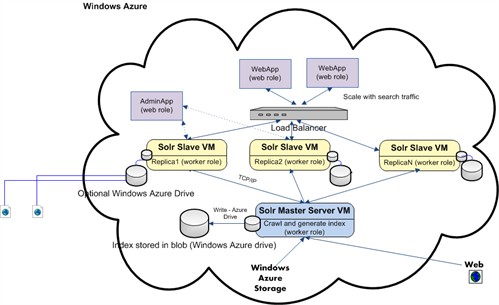 Windows Azure
WebApp
(web role)
WebApp
(web role)
AdminApp
(web role)
Scale with search traffic
Load Balancer
Solr Slave VM
Replica1 (worker role)
Solr Slave VM
Replica2 (worker role)
Solr Slave VM
ReplicaN (worker role)
Optional Windows Azure Drive
TCP/IP
Write - Azure
Drive
Solr Master Server VM
Crawl and generate index
(worker role)
Index stored in blob (Windows Azure drive)
Windows
Azure
Storage
Web